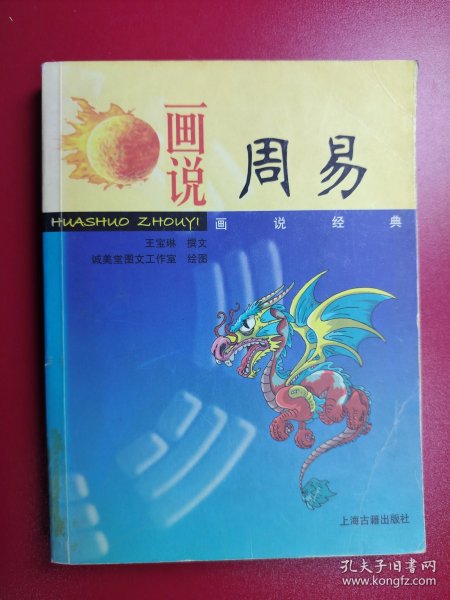 画说
周易
HUASHUO ZHOUYI
画说经典
王宝琳 撰文
诚美堂图文工作室 绘图
上海古籍出版社
孔夫子旧书网
www.kongfz.com